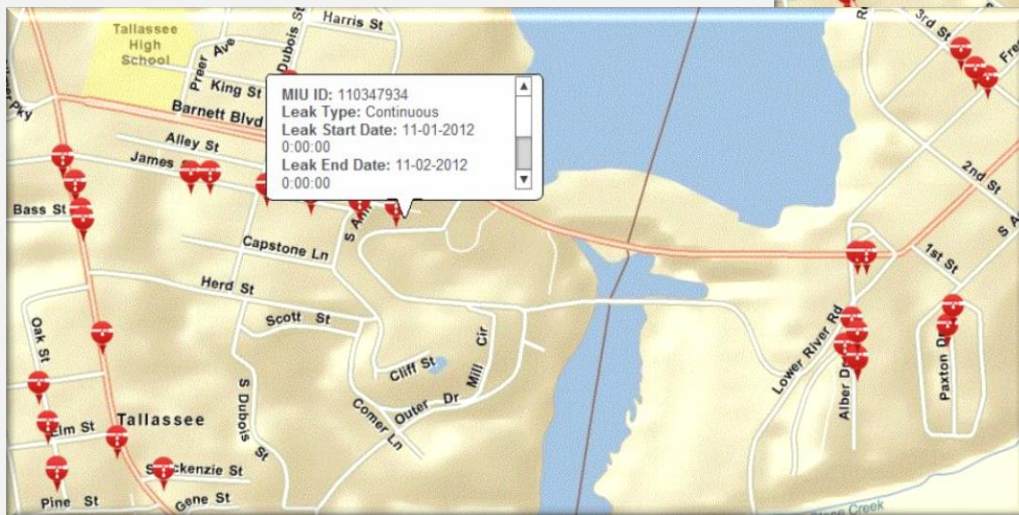 Harris St
3rd St
Tallassee
High
School
Preer Ave
Dubois St
King St
Barnett Blvd
Alley St
James
MIU ID: 110347934
Leak Type: Continuous
Leak Start Date: 11-01-2012
0:00:00
Leak End Date: 11-02-2012
0:00:00
2nd St
Bass St
Capstone Ln
1st St
Herd St
Scott St
Oak St
Cliff St
Mill Cir
Outer Dr
Comer Ln
S Dubois St
Lower River Rd
Alber Dr
Paxton Dr
Elm St
Tallassee
Pine St
Gene St
Creek